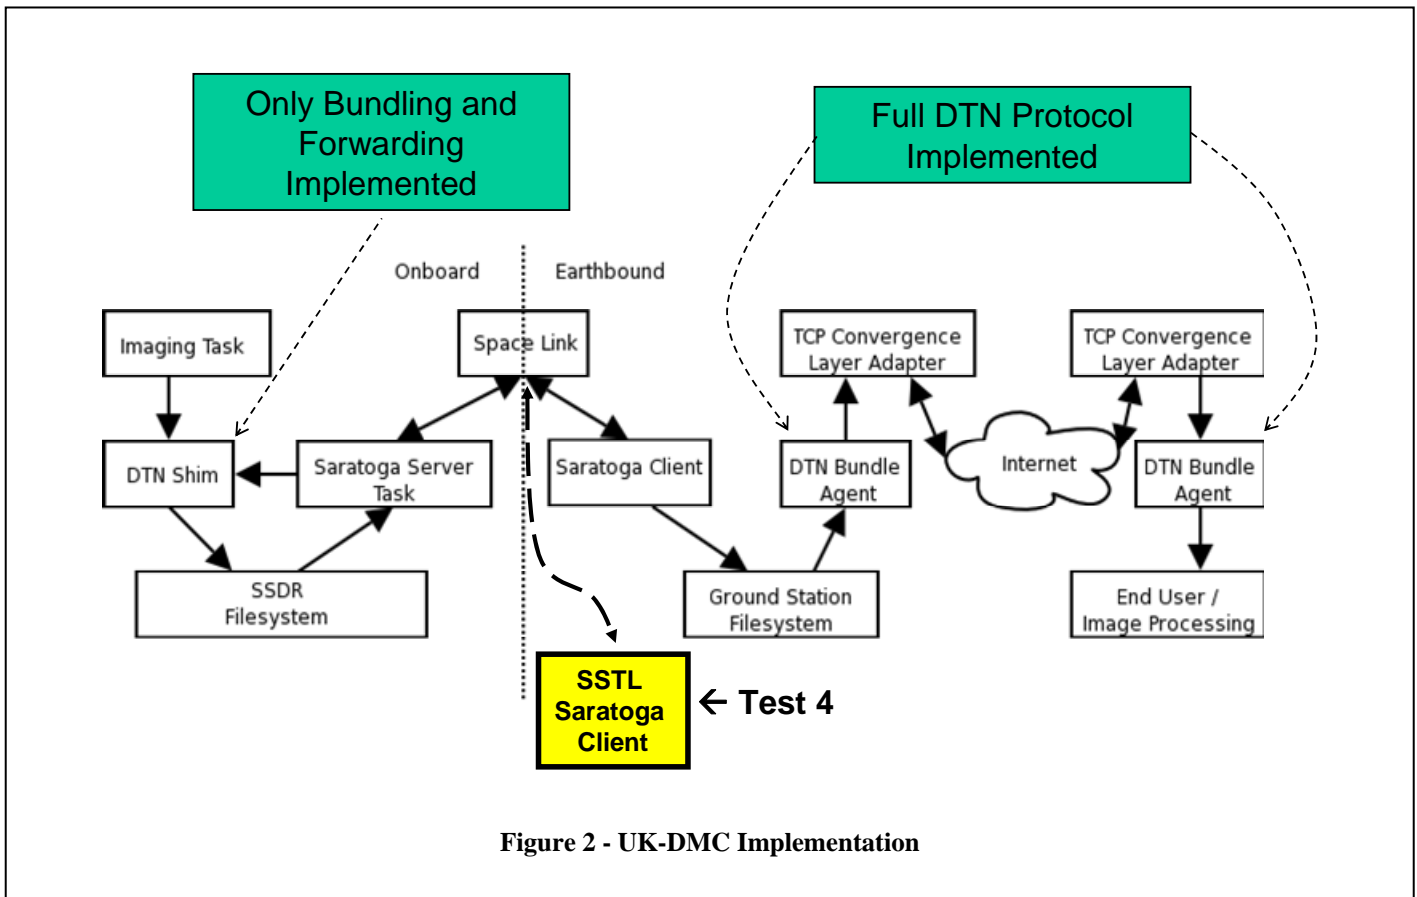 Only Bundling and
Forwarding
Implemented
Full DTN Protocol
Implemented
Onboard
Earthbound
Imaging Task
Space Link
TCP Convergence
Layer Adapter
TCP Convergence
Layer Adapter
DTN Shim
Saratoga Server
Task
Saratoga Client
DTN Bundle
Agent
Internet
DTN Bundle
Agent
SSDR
Filesystem
Ground Station
Filesystem
End User /
Image Processing
SSTL
Saratoga
Client
← Test 4
Figure 2 - UK-DMC Implementation